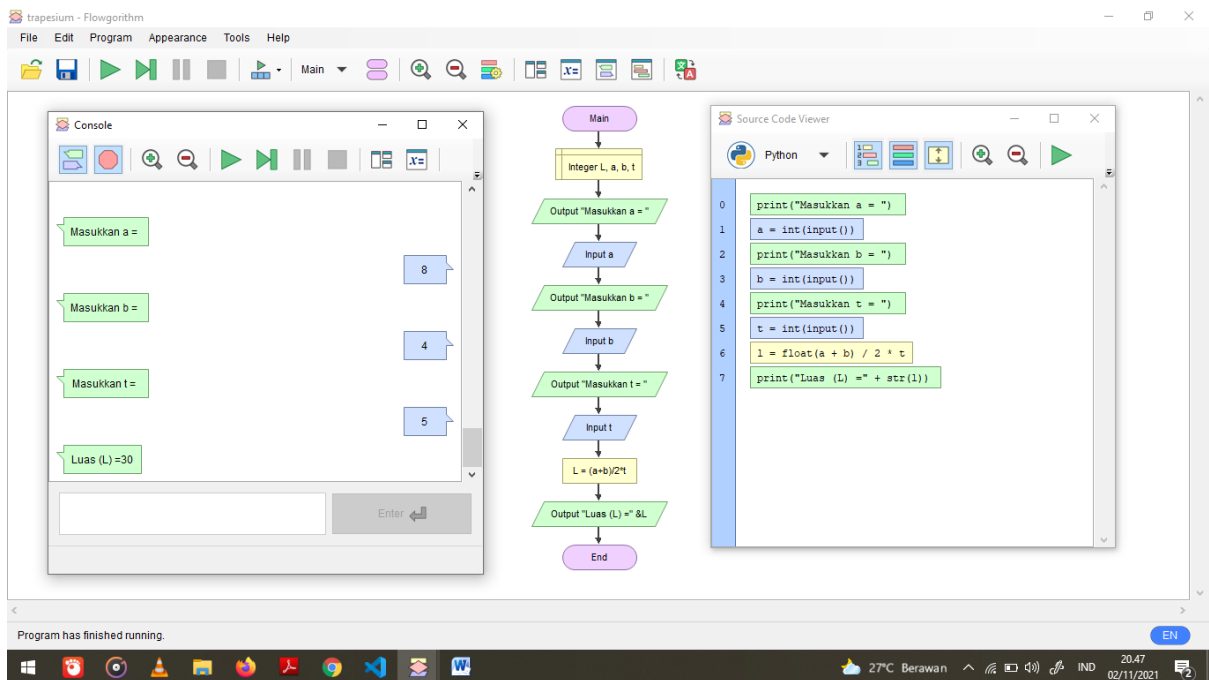 trapesium - Flowgorithm
File Edit Program Appearance Tools Help
Main
x=
Console
x=
Masukkan a =
8
Masukkan b =
4
Masukkan t =
5
Luas (L) =30
Enter
Main
Integer L, a, b, t
Output "Masukkan a = "
Input a
Output "Masukkan b = "
Input b
Output "Masukkan t = "
Input t
L = (a+b)/2*t
Output "Luas (L) =" &L
End
Source Code Viewer
Python
0 print("Masukkan a = ")
1 a = int(input())
2 print("Masukkan b = ")
3 b = int(input())
4 print("Masukkan t = ")
5 t = int(input())
6 l = float(a + b) / 2 * t
7 print("Luas (L) =" + str(l))
Program has finished running.
EN
27°C Berawan
IND
20.47
02/11/2021
2